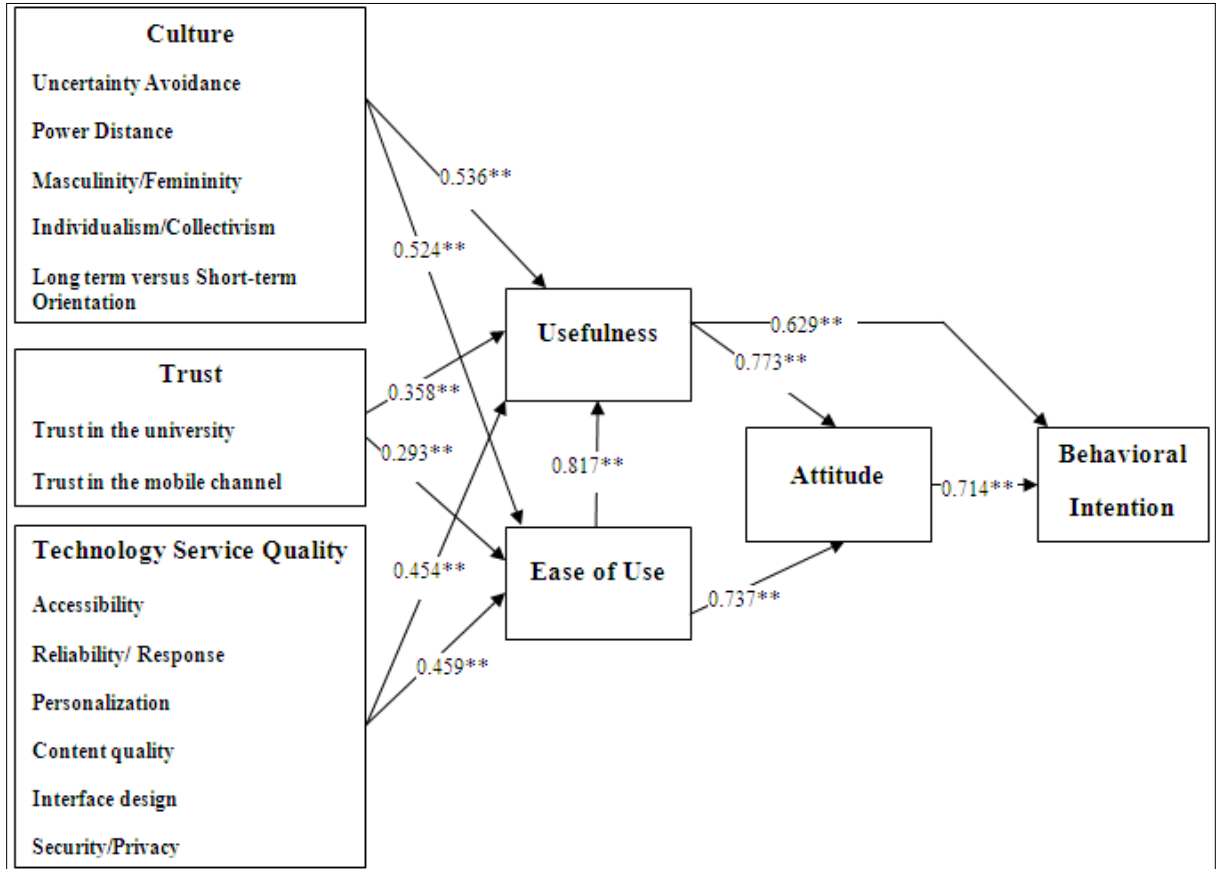 Culture
Uncertainty Avoidance
Power Distance
Masculinity/Femininity
Individualism/Collectivism
Long term versus Short-term
Orientation
Trust
Trust in the university
Trust in the mobile channel
Technology Service Quality
Accessibility
Reliability/ Response
Personalization
Content quality
Interface design
Security/Privacy
0.536**
0.524**
0.358**
0.293**
0.454**
0.459**
Usefulness
0.817**
Ease of Use
0.629**
0.773**
0.737**
Attitude
0.714**
Behavioral
Intention